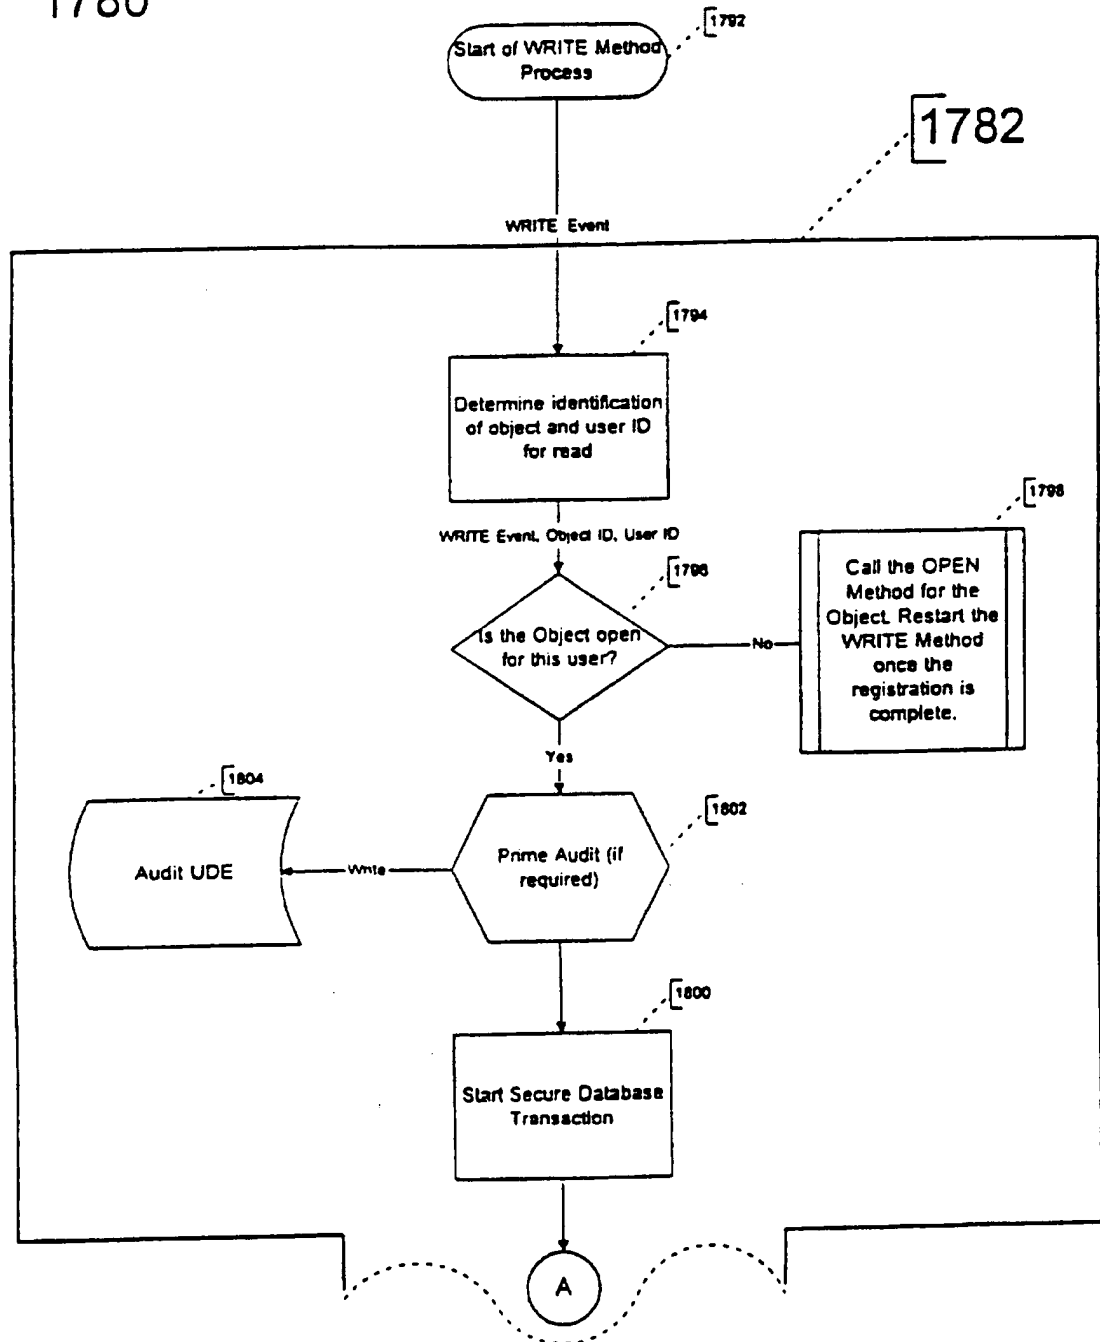 1780
1792
Start of WRITE Method
Process
1782
WRITE Event
1794
Determine identification
of object and user ID
for read
1798
WRITE Event, Object ID, User ID
1796
Call the OPEN
Method for the
Object. Restart the
WRITE Method
once the
registration is
complete.
Is the Object open
for this user?
No
Yes
1804
1802
Audit UDE
Write
Prime Audit (if
required)
1800
Start Secure Database
Transaction
A